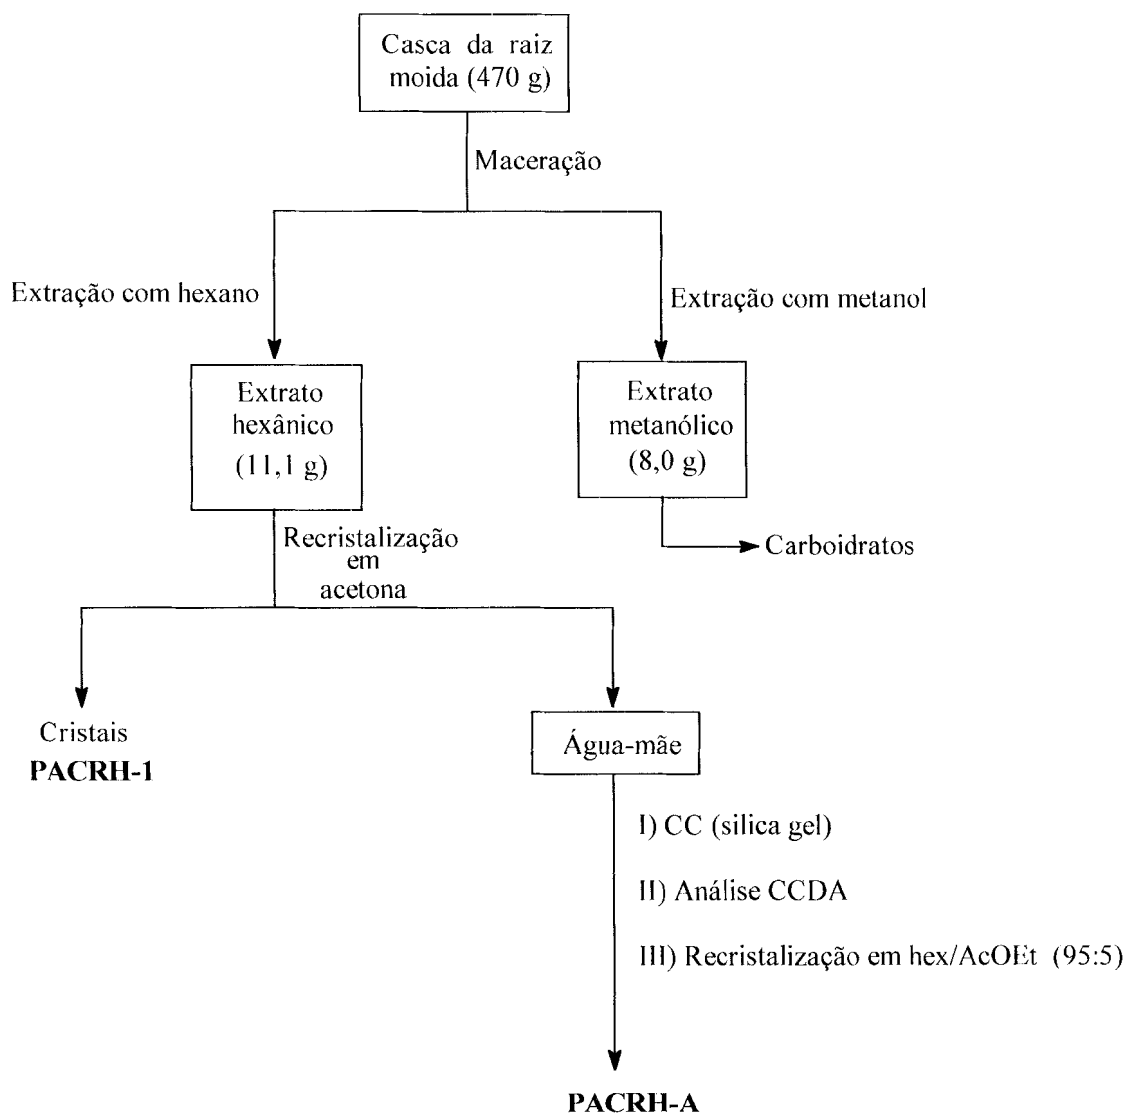 Casca da raiz
moida (470 g)
Maceração
Extração com hexano
Extração com metanol
Extrato
hexânico
(11,1 g)
Extrato
metanólico
(8,0 g)
Recristalização
em
acetona
Carboidratos
Cristais
PACRH-1
Água-mãe
I) CC (silica gel)
II) Análise CCDA
III) Recristalização em hex/AcOEt (95:5)
PACRH-A